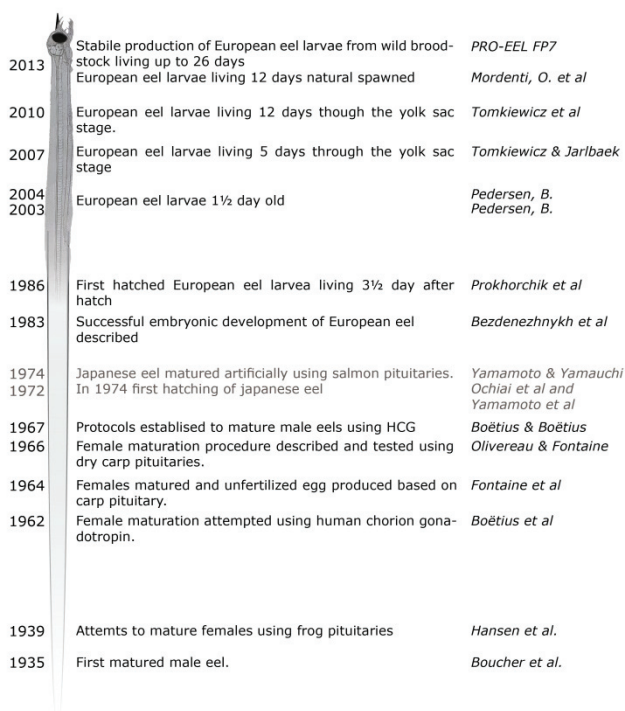 Stabile production of European eel larvae from wild brood- PRO-EEL FP7
2013 stock living up to 26 days
European eel larvae living 12 days natural spawned Mordenti, O. et al
2010 European eel larvae living 12 days though the yolk sac Tomkiewicz et al
stage.
2007 European eel larvae living 5 days through the yolk sac Tomkiewicz & Jarlbaek
stage
2004 Pedersen, B.
European eel larvae 1½ day old
2003 Pedersen, B.
1986 First hatched European eel larvea living 3½ day after Prokhorchik et al
hatch
1983 Successful embryonic development of European eel Bezdenezhnykh et al
described
1974 Japanese eel matured artificially using salmon pituitaries. Yamamoto & Yamauchi
1972 In 1974 first hatching of japanese eel Ochiai et al and
Yamamoto et al
1967 Protocols establised to mature male eels using HCG Boëtius & Boëtius
1966 Female maturation procedure described and tested using Olivereau & Fontaine
dry carp pituitaries.
1964 Females matured and unfertilized egg produced based on Fontaine et al
carp pituitary.
1962 Female maturation attempted using human chorion gona- Boëtius et al
dotropin.
1939 Attemts to mature females using frog pituitaries Hansen et al.
1935 First matured male eel. Boucher et al.